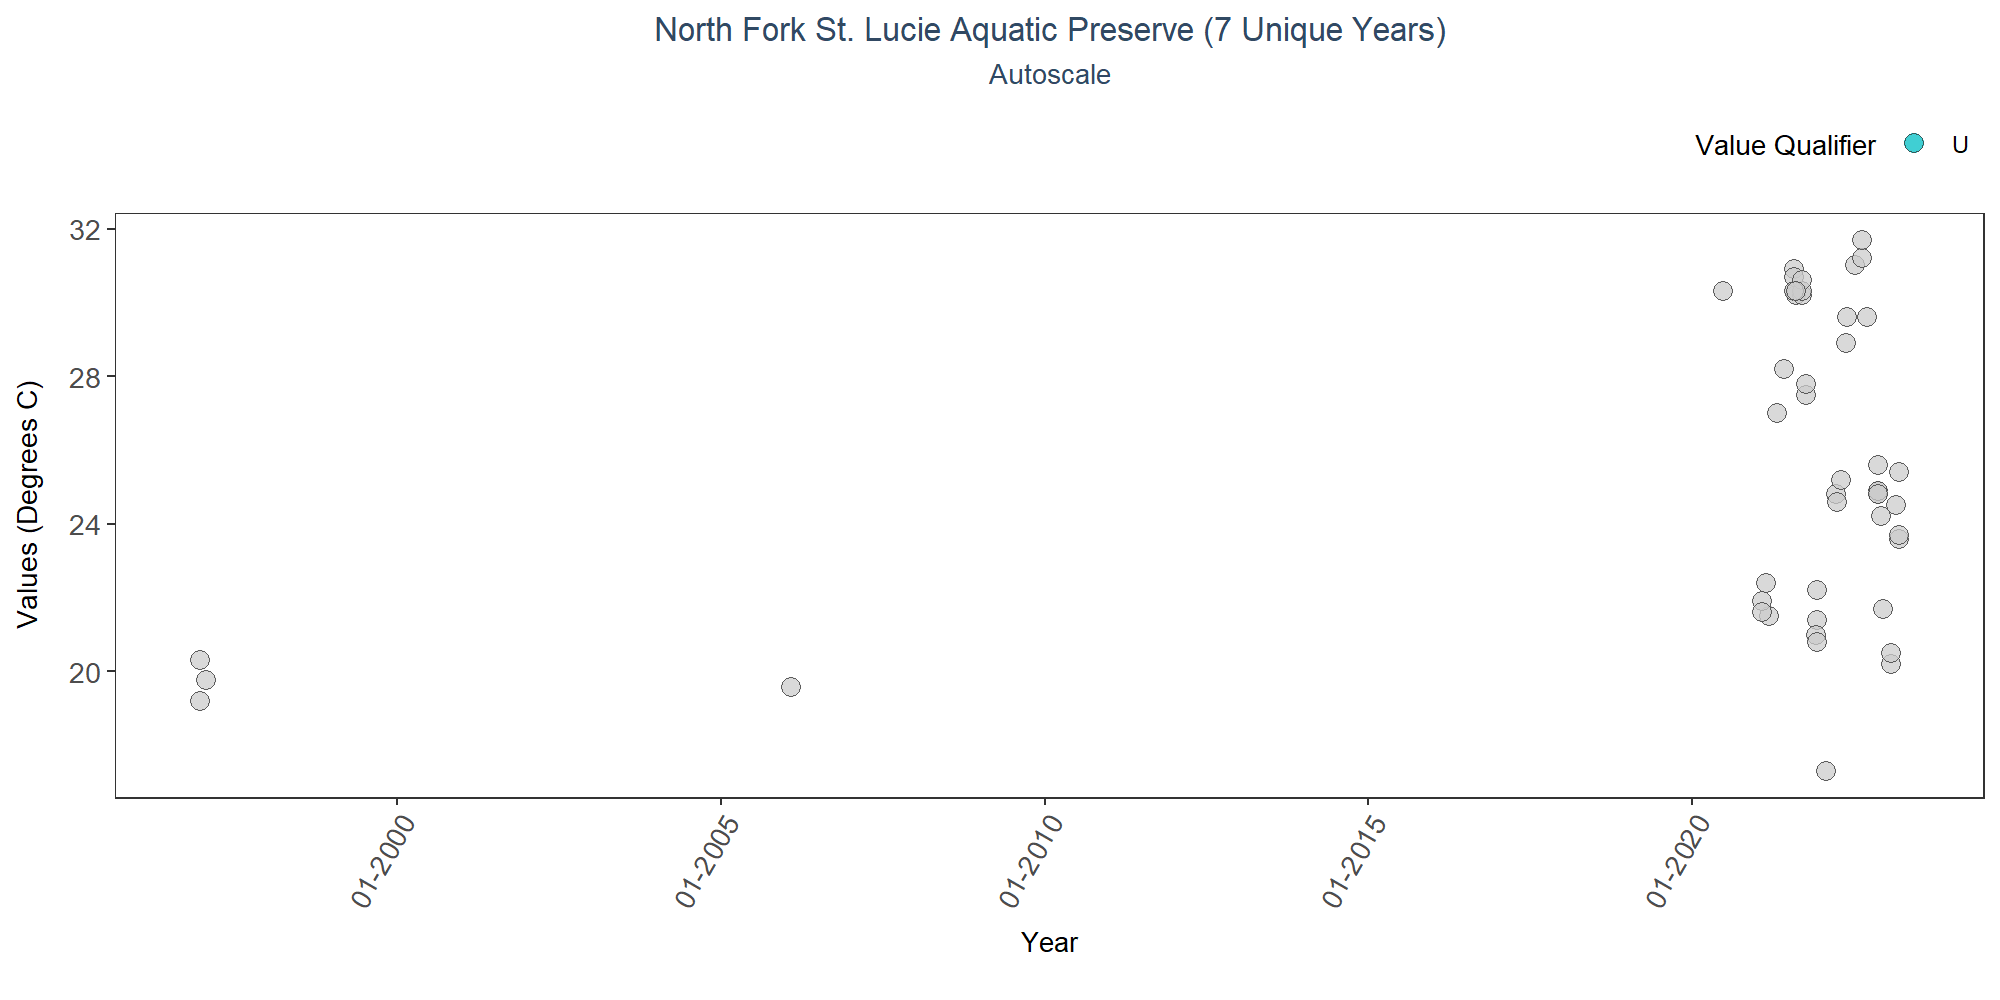 North Fork St. Lucie Aquatic Preserve (7 Unique Years)
Autoscale
Value Qualifier U
32
28
24
20
Values (Degrees C)
01-2000
01-2005
01-2010
01-2015
01-2020
Year